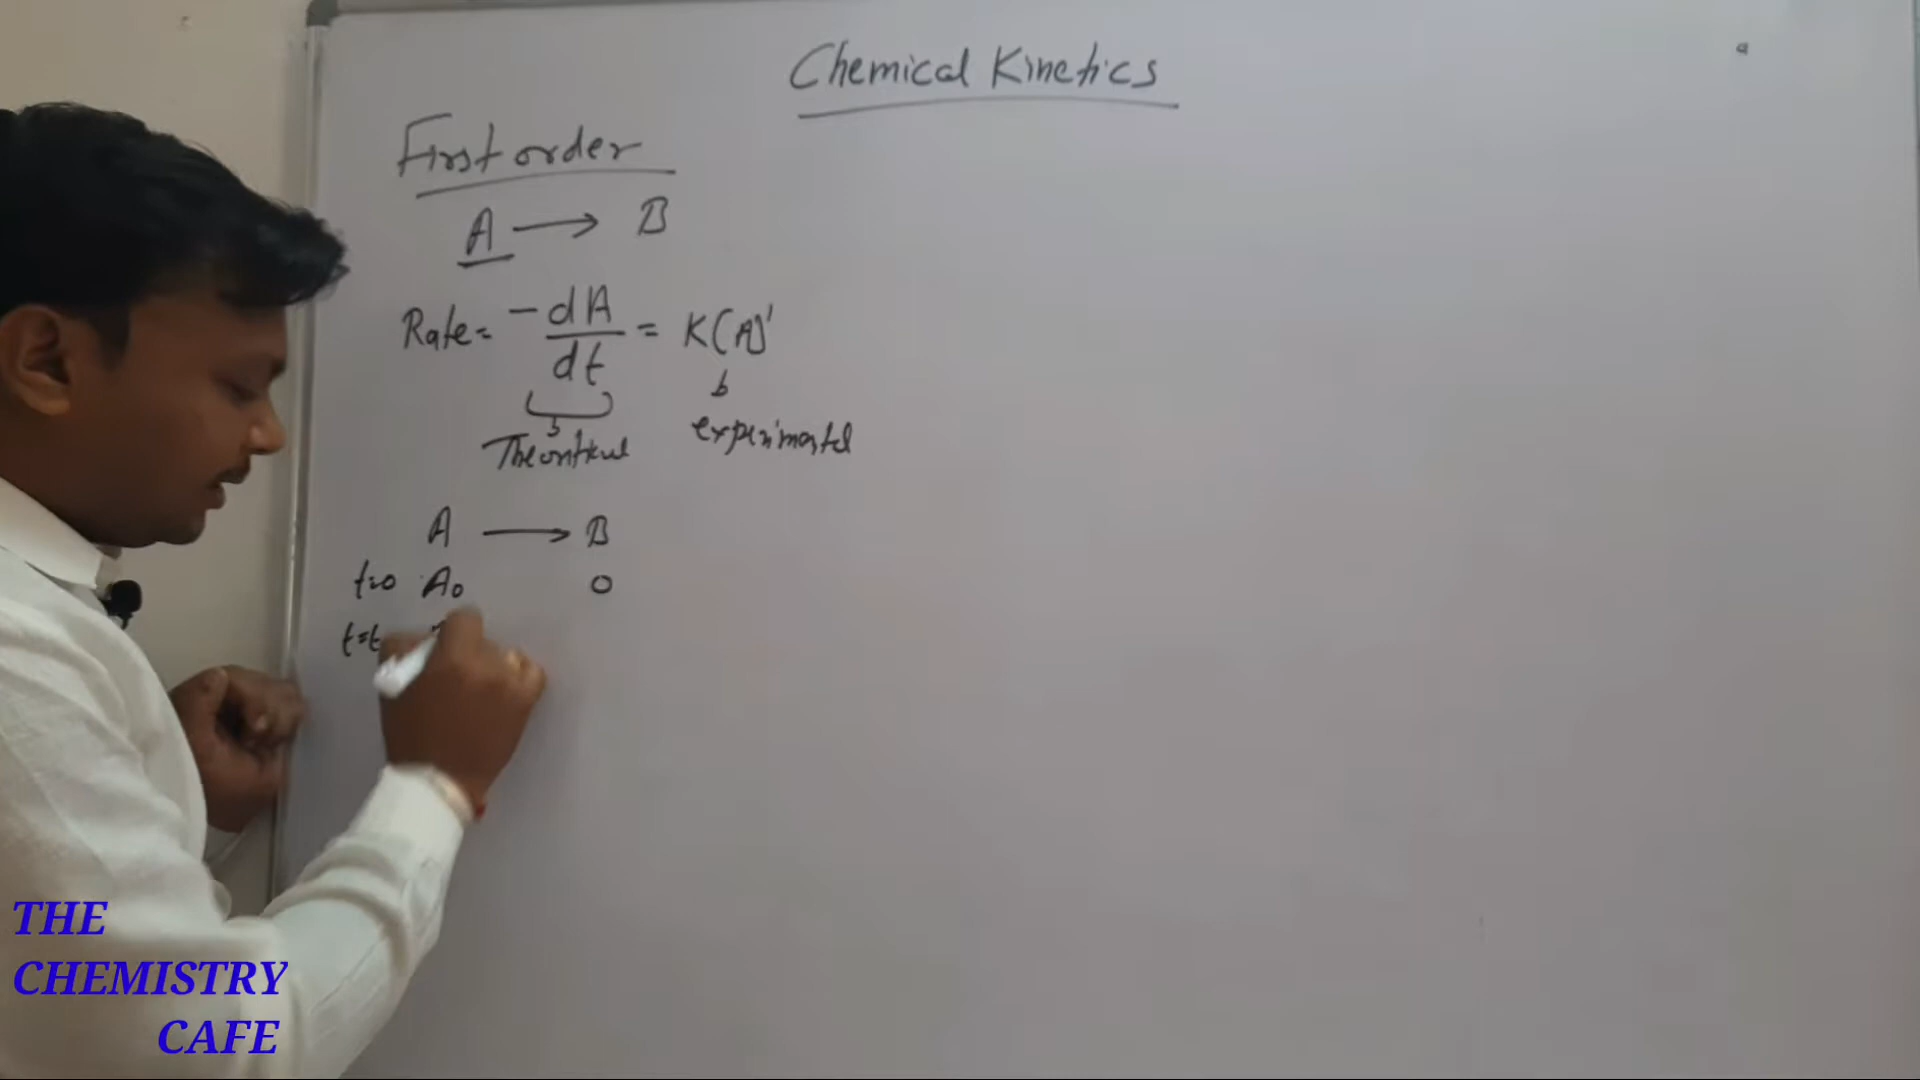 Chemical Kinetics
First order
A → B
Rate = -dA/dt = K(A)¹
Theoritical experimental
A → B
t=0 A₀ 0
t=t
THE
CHEMISTRY
CAFE